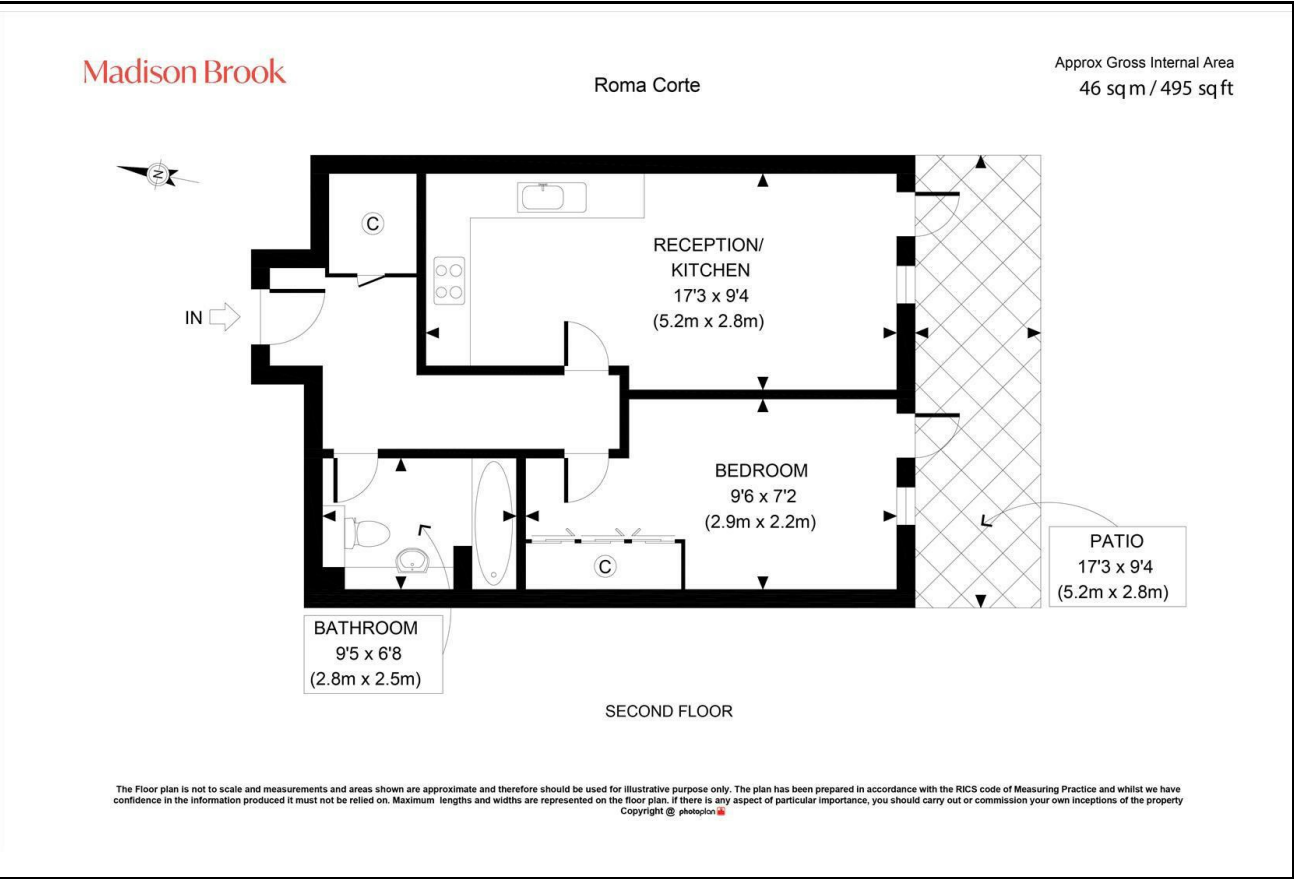 Madison Brook
Roma Corte
Approx Gross Internal Area
46 sq m / 495 sq ft
N
C
IN
RECEPTION/
KITCHEN
17'3 x 9'4
(5.2m x 2.8m)
BEDROOM
9'6 x 7'2
(2.9m x 2.2m)
C
PATIO
17'3 x 9'4
(5.2m x 2.8m)
BATHROOM
9'5 x 6'8
(2.8m x 2.5m)
SECOND FLOOR
The Floor plan is not to scale and measurements and areas shown are approximate and therefore should be used for illustrative purpose only. The plan has been prepared in accordance with the RICS code of Measuring Practice and whilst we have
confidence in the information produced it must not be relied on. Maximum lengths and widths are represented on the floor plan. if there is any aspect of particular importance, you should carry out or commission your own inceptions of the property
Copyright @ photoplan